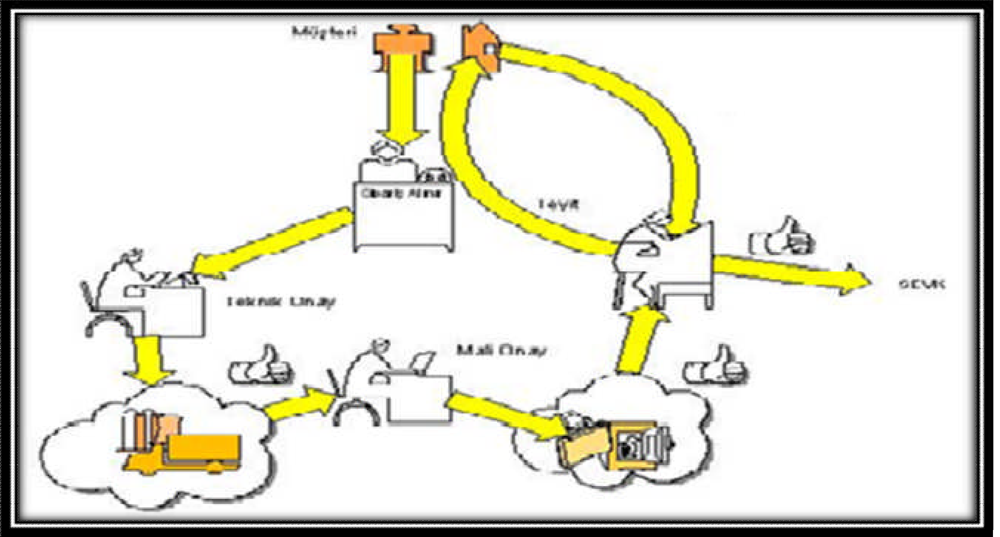 Müşteri
Sipariş Alma
Teyit
SEVK
Teknik Onay
Mali Onay